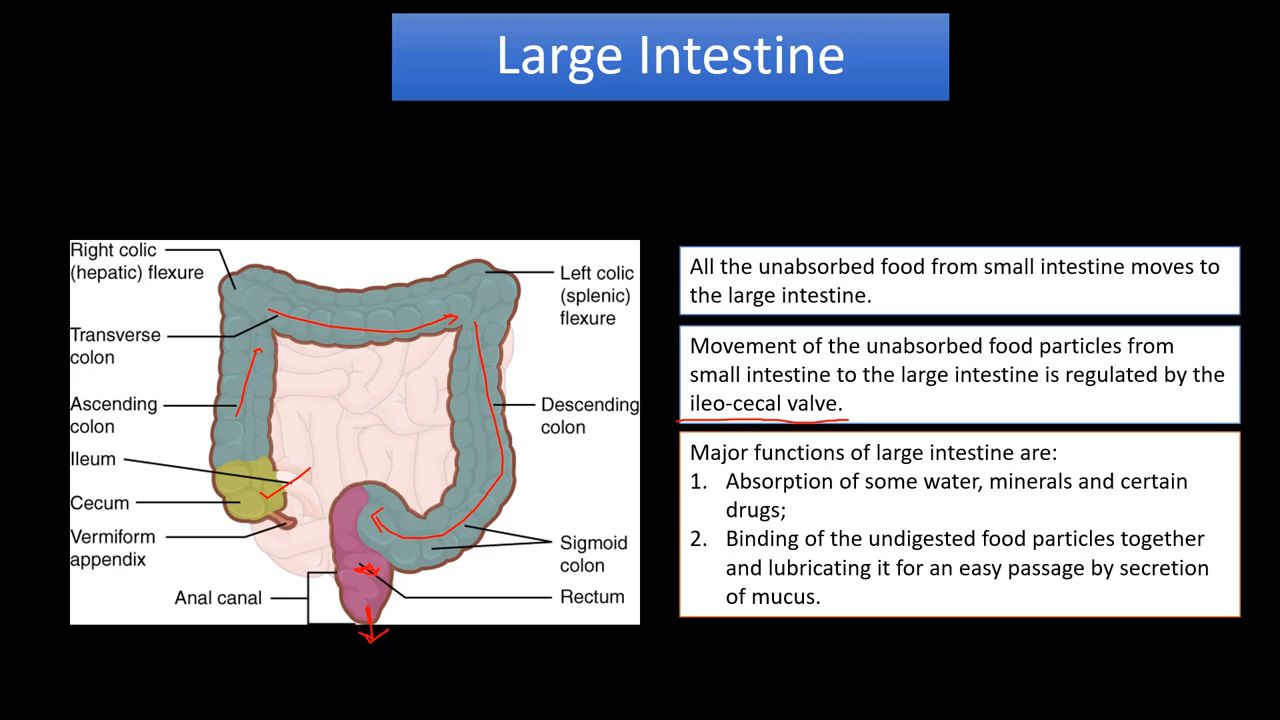 Large Intestine
Right colic
(hepatic) flexure
Transverse
colon
Ascending
colon
Ileum
Cecum
Vermiform
appendix
Anal canal
Left colic
(splenic)
flexure
Descending
colon
Sigmoid
colon
Rectum
All the unabsorbed food from small intestine moves to
the large intestine.
Movement of the unabsorbed food particles from
small intestine to the large intestine is regulated by the
ileo-cecal valve.
Major functions of large intestine are:
1. Absorption of some water, minerals and certain
drugs;
2. Binding of the undigested food particles together
and lubricating it for an easy passage by secretion
of mucus.